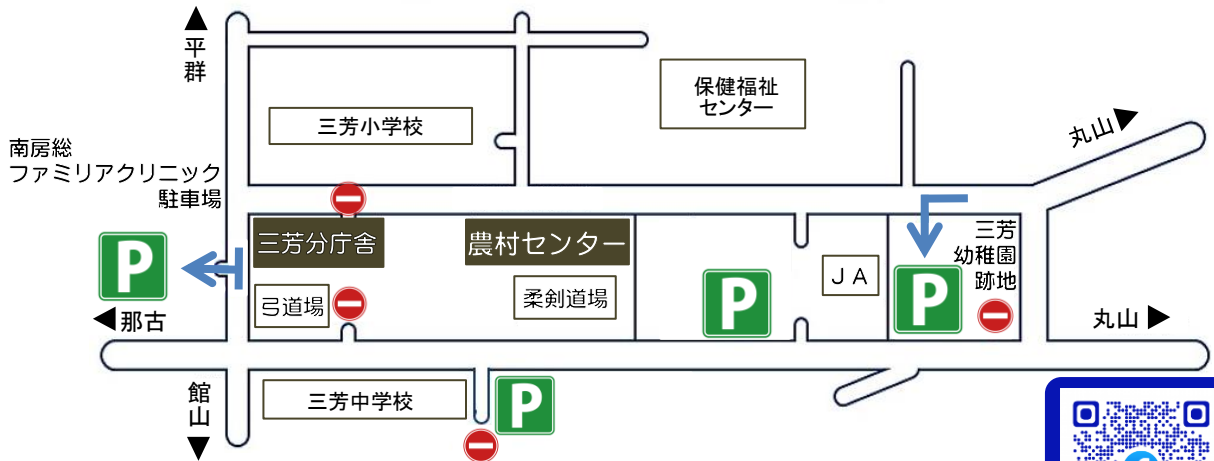 ▲
平
群
保健福祉
センター
三芳小学校
丸山▶
南房総
ファミリアクリニック
駐車場
三芳分庁舎
農村センター
三芳
幼稚園
跡地
P
P
P
JA
弓道場
柔剣道場
◀那古
丸山 ▶
館
山
▼
三芳中学校
P